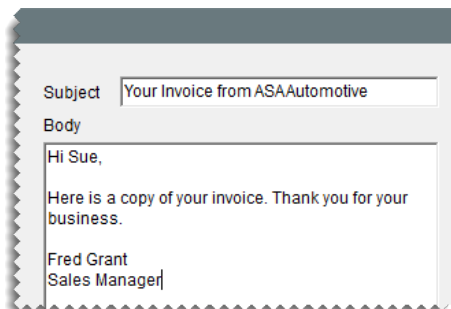 Subject Your Invoice from ASAAutomotive
Body
Hi Sue,
Here is a copy of your invoice. Thank you for your
business.
Fred Grant
Sales Manager